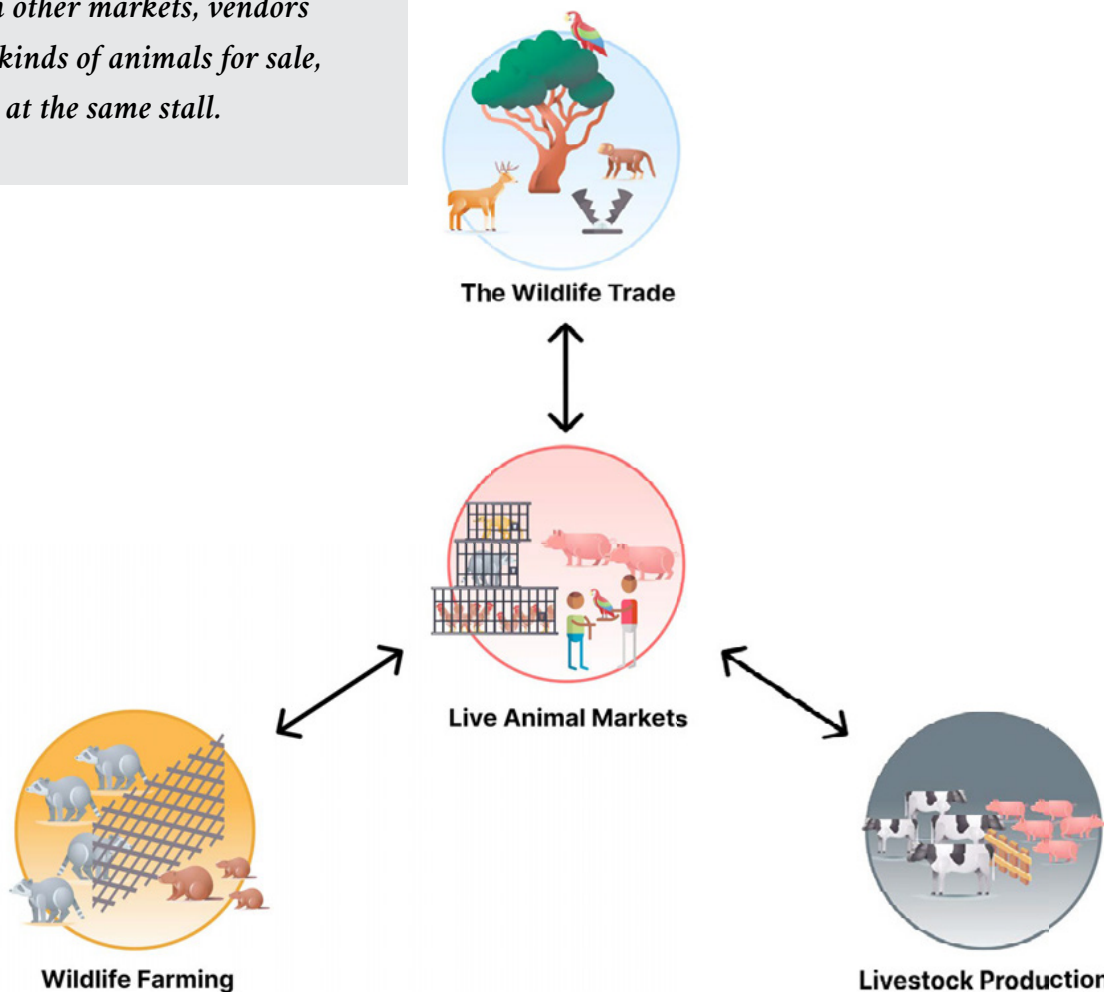 other markets, vendors
kinds of animals for sale,
at the same stall.
The Wildlife Trade
Live Animal Markets
Wildlife Farming
Livestock Production